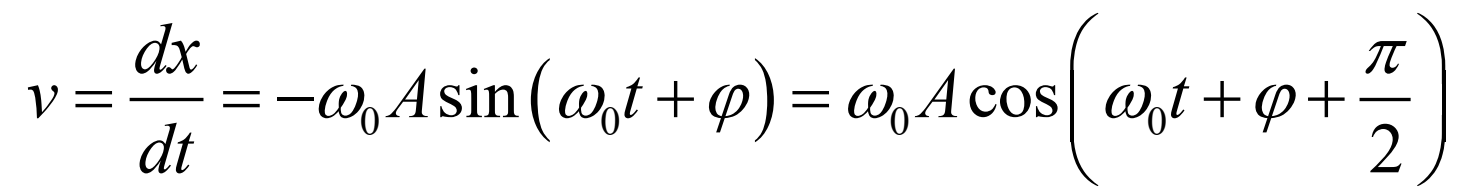 v = dx/dt = −ω₀A sin(ω₀t + φ) = ω₀A cos(ω₀t + φ + π/2)